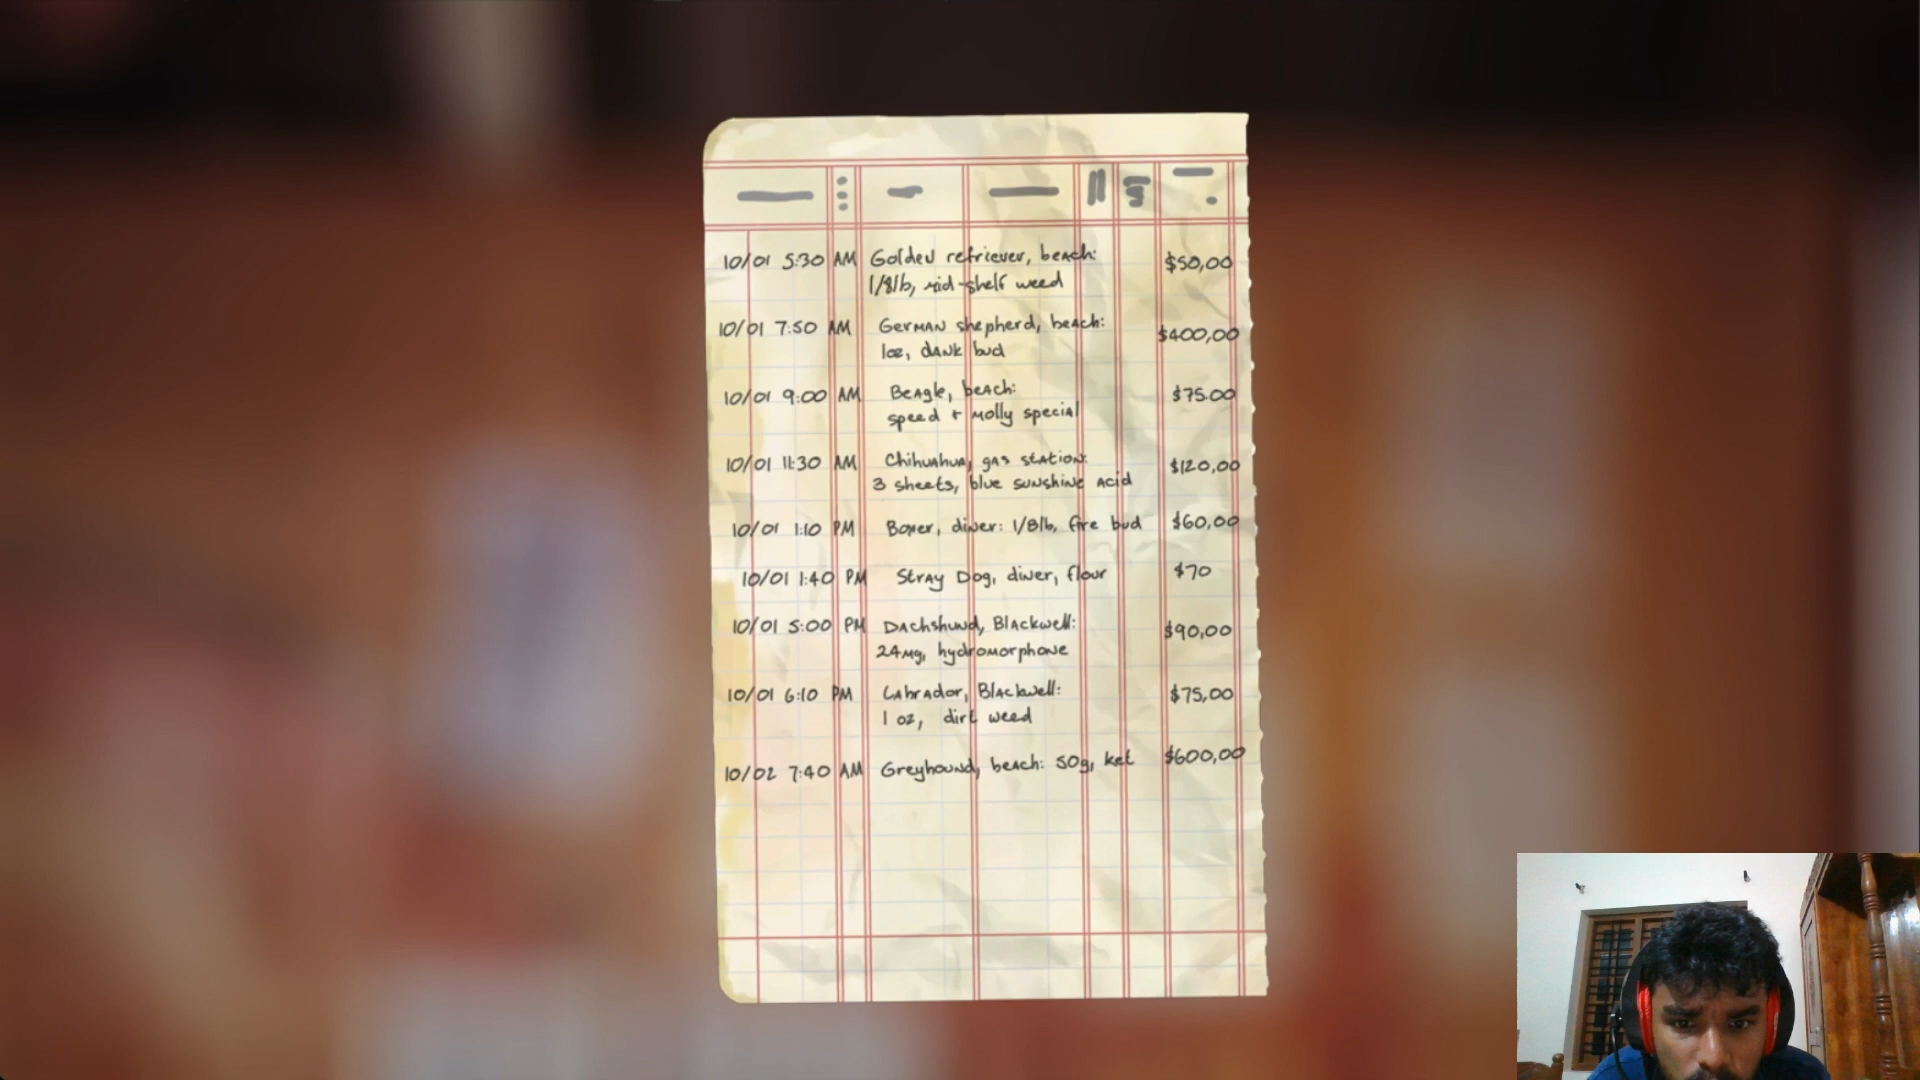 10/01 5:30 AM Golden retriever, beach: $50,00
1/8lb, mid-shelf weed
10/01 7:50 AM German shepherd, beach: $400,00
1oz, dank bud
10/01 9:00 AM Beagle, beach: $75.00
speed + Molly special
10/01 11:30 AM Chihuahua, gas station: $120,00
3 sheets, blue sunshine acid
10/01 1:10 PM Boxer, diner: 1/8lb, fire bud $60,00
10/01 1:40 PM Stray Dog, diner, flour $70
10/01 5:00 PM Dachshund, Blackwell: $90,00
24mg, hydromorphone
10/01 6:10 PM Labrador, Blackwell: $75,00
1 oz, dirt weed
10/02 7:40 AM Greyhound, beach: 50g, ket $600,00